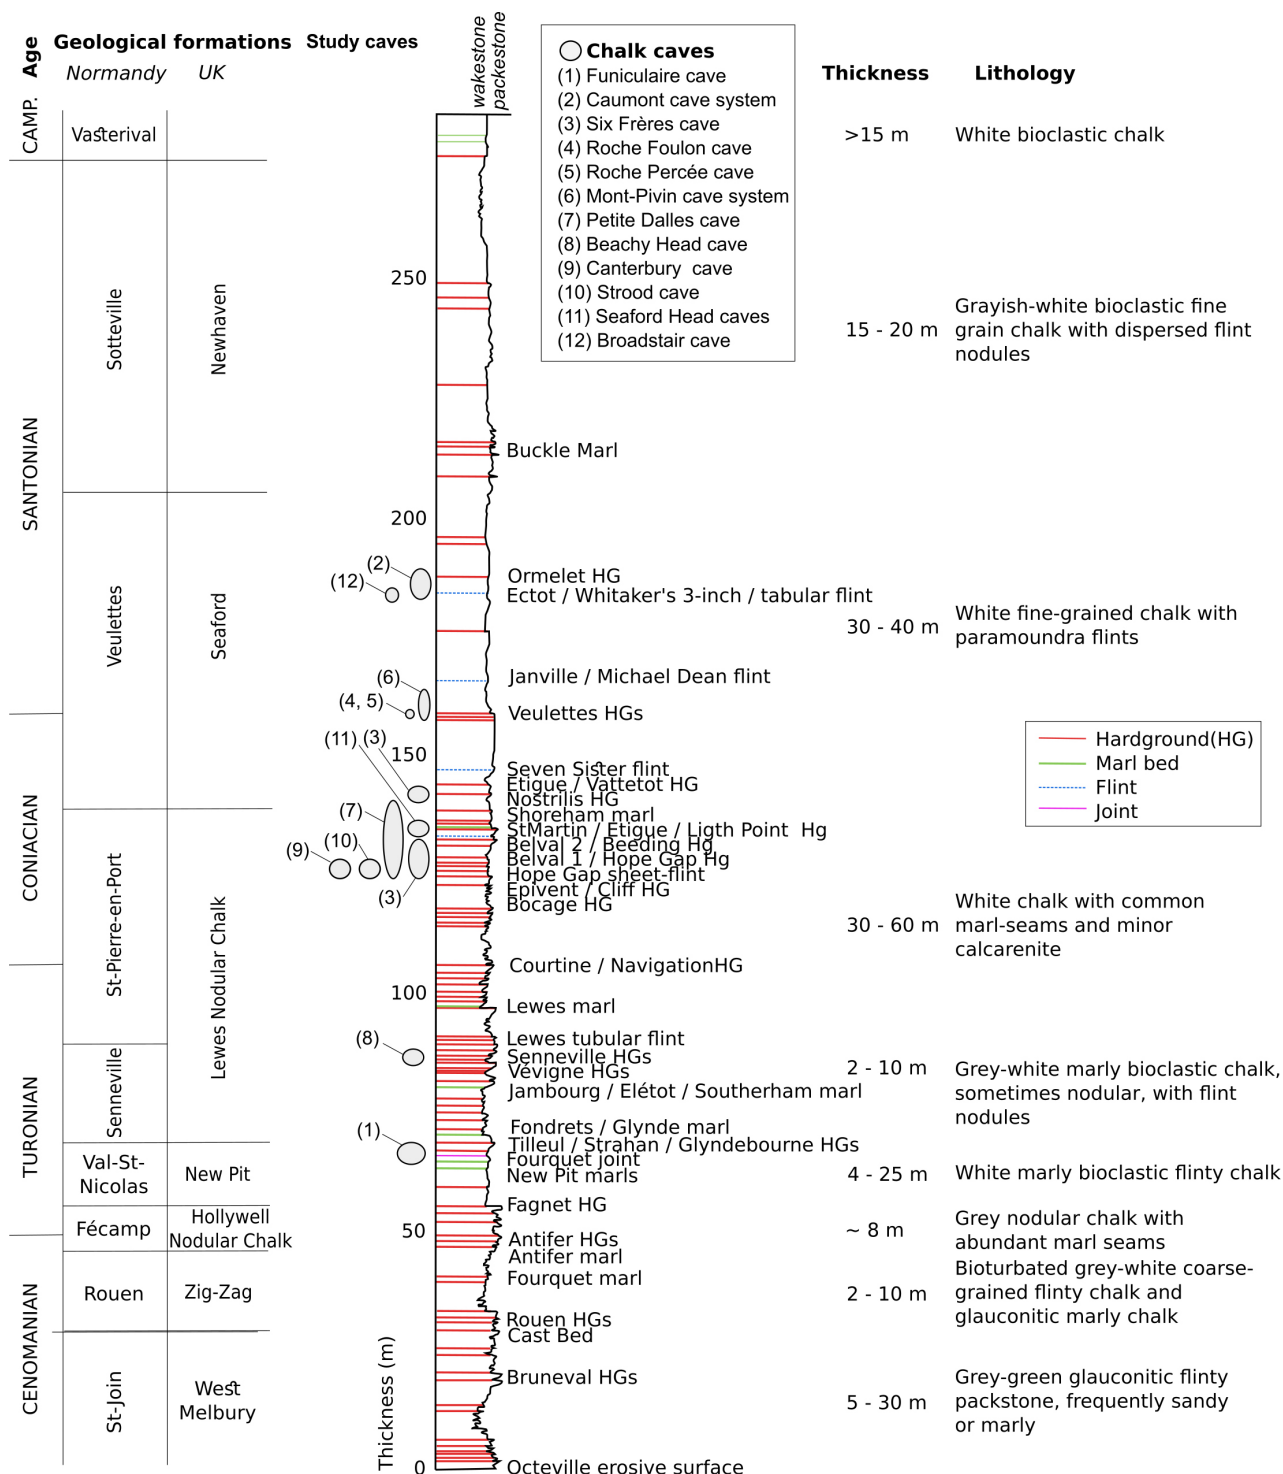 Age
Geological formations
Study caves
Normandy
UK
wakestone
packestone
Chalk caves
(1) Funiculaire cave
(2) Caumont cave system
(3) Six Frères cave
(4) Roche Foulon cave
(5) Roche Percée cave
(6) Mont-Pivin cave system
(7) Petite Dalles cave
(8) Beachy Head cave
(9) Canterbury cave
(10) Strood cave
(11) Seaford Head caves
(12) Broadstair cave
Thickness
Lithology
CAMP.
SANTONIAN
CONIACIAN
TURONIAN
CENOMANIAN
Vasterival
Sotteville
Veulettes
St-Pierre-en-Port
Senneville
Val-St-
Nicolas
Fécamp
Rouen
St-Join
Newhaven
Seaford
Lewes Nodular Chalk
New Pit
Hollywell
Nodular Chalk
Zig-Zag
West
Melbury
(2)
(12)
(6)
(4, 5)
(11)
(3)
(7)
(10)
(9)
(3)
(8)
(1)
250
200
150
100
50
0
Thickness (m)
Buckle Marl
Ormelet HG
Ectot / Whitaker's 3-inch / tabular flint
Janville / Michael Dean flint
Veulettes HGs
Seven Sister flint
Etigue / Vattetot HG
Nostrilis HG
Shoreham marl
StMartin / Etigue / Ligth Point Hg
Belval 2 / Beeding Hg
Belval 1 / Hope Gap Hg
Hope Gap sheet-flint
Epivent / Cliff HG
Bocage HG
Courtine / NavigationHG
Lewes marl
Lewes tubular flint
Senneville HGs
Vévigne HGs
Jambourg / Elétot / Southerham marl
Fondrets / Glynde marl
Tilleul / Strahan / Glyndebourne HGs
Fourquet joint
New Pit marls
Fagnet HG
Antifer HGs
Antifer marl
Fourquet marl
Rouen HGs
Cast Bed
Bruneval HGs
Octeville erosive surface
>15 m
White bioclastic chalk
15 - 20 m
Grayish-white bioclastic fine
grain chalk with dispersed flint
nodules
30 - 40 m
White fine-grained chalk with
paramoundra flints
Hardground(HG)
Marl bed
Flint
Joint
30 - 60 m
White chalk with common
marl-seams and minor
calcarenite
2 - 10 m
Grey-white marly bioclastic chalk,
sometimes nodular, with flint
nodules
4 - 25 m
White marly bioclastic flinty chalk
~ 8 m
Grey nodular chalk with
abundant marl seams
2 - 10 m
Bioturbated grey-white coarse-
grained flinty chalk and
glauconitic marly chalk
5 - 30 m
Grey-green glauconitic flinty
packstone, frequently sandy
or marly